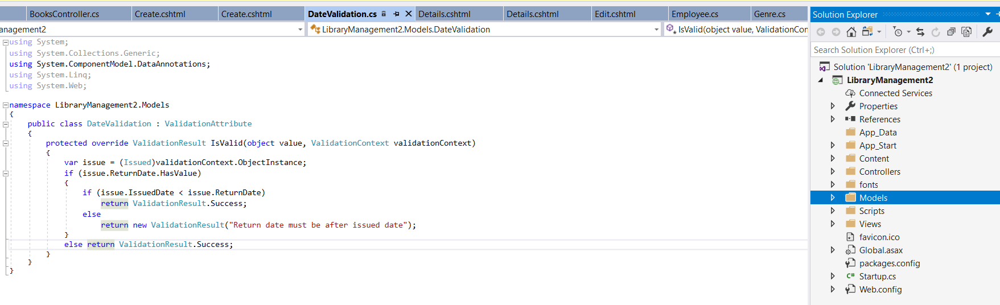 BooksController.cs Create.cshtml Create.cshtml DateValidation.cs Details.cshtml Details.cshtml Edit.cshtml Employee.cs Genre.cs
anagement2 LibraryManagement2.Models.DateValidation IsValid(object value, ValidationCon
using System;
using System.Collections.Generic;
using System.ComponentModel.DataAnnotations;
using System.Linq;
using System.Web;
namespace LibraryManagement2.Models
{
public class DateValidation : ValidationAttribute
{
protected override ValidationResult IsValid(object value, ValidationContext validationContext)
{
var issue = (Issued)validationContext.ObjectInstance;
if (issue.ReturnDate.HasValue)
{
if (issue.IssuedDate < issue.ReturnDate)
return ValidationResult.Success;
else
return new ValidationResult("Return date must be after issued date");
}
else return ValidationResult.Success;
}
}
}
Solution Explorer
Search Solution Explorer (Ctrl+;)
Solution 'LibraryManagement2' (1 project)
LibraryManagement2
Connected Services
Properties
References
App_Data
App_Start
Content
Controllers
fonts
Models
Scripts
Views
favicon.ico
Global.asax
packages.config
C# Startup.cs
Web.config